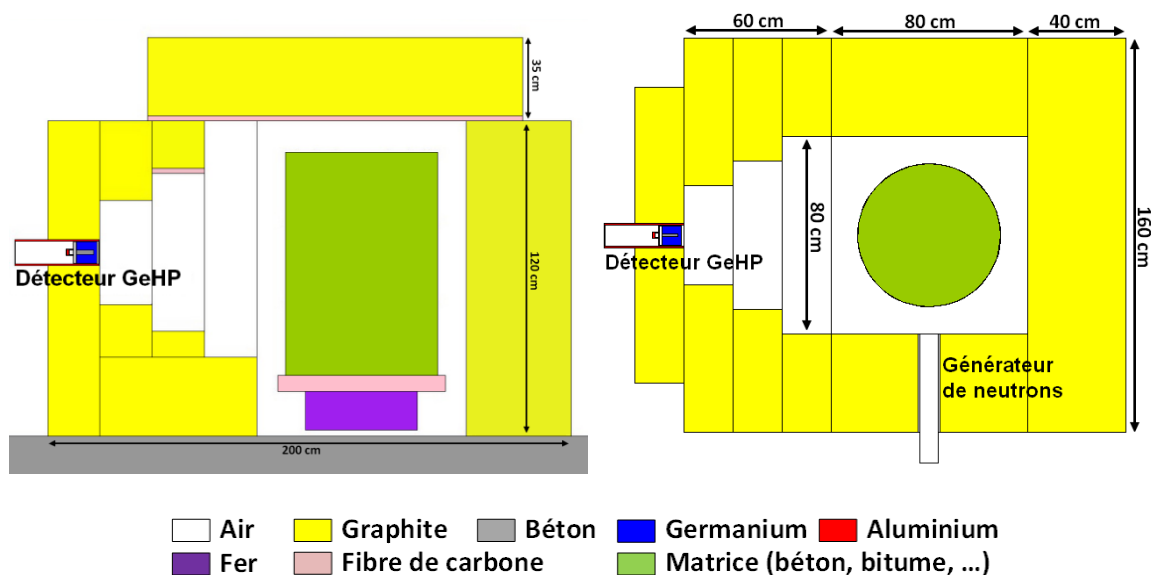 60 cm
80 cm
40 cm
35 cm
120 cm
80 cm
160 cm
Détecteur GeHP
Détecteur GeHP
Générateur
de neutrons
200 cm
Air
Graphite
Béton
Germanium
Aluminium
Fer
Fibre de carbone
Matrice (béton, bitume, ...)